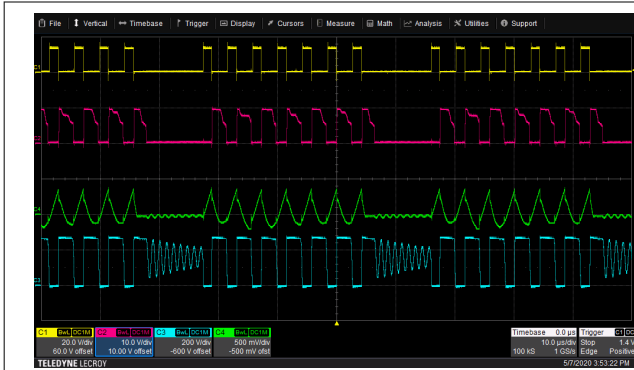 File Vertical Timebase Trigger Display Cursors Measure Math Analysis Utilities Support
C1
C4
C3
C1 BwL DC1M C2 BwL DC1M C3 BwL DC1M C4 BwL DC1M Timebase 0.0 µs Trigger C1 DC
20.0 V/div 10.0 V/div 200 V/div 500 mV/div 10.0 µs/div Stop 1.4 V
60.0 V offset 10.00 V offset -600 V offset -500 mV ofst 100 kS 1 GS/s Edge Positive
TELEDYNE LECROY 5/7/2020 3:53:22 PM